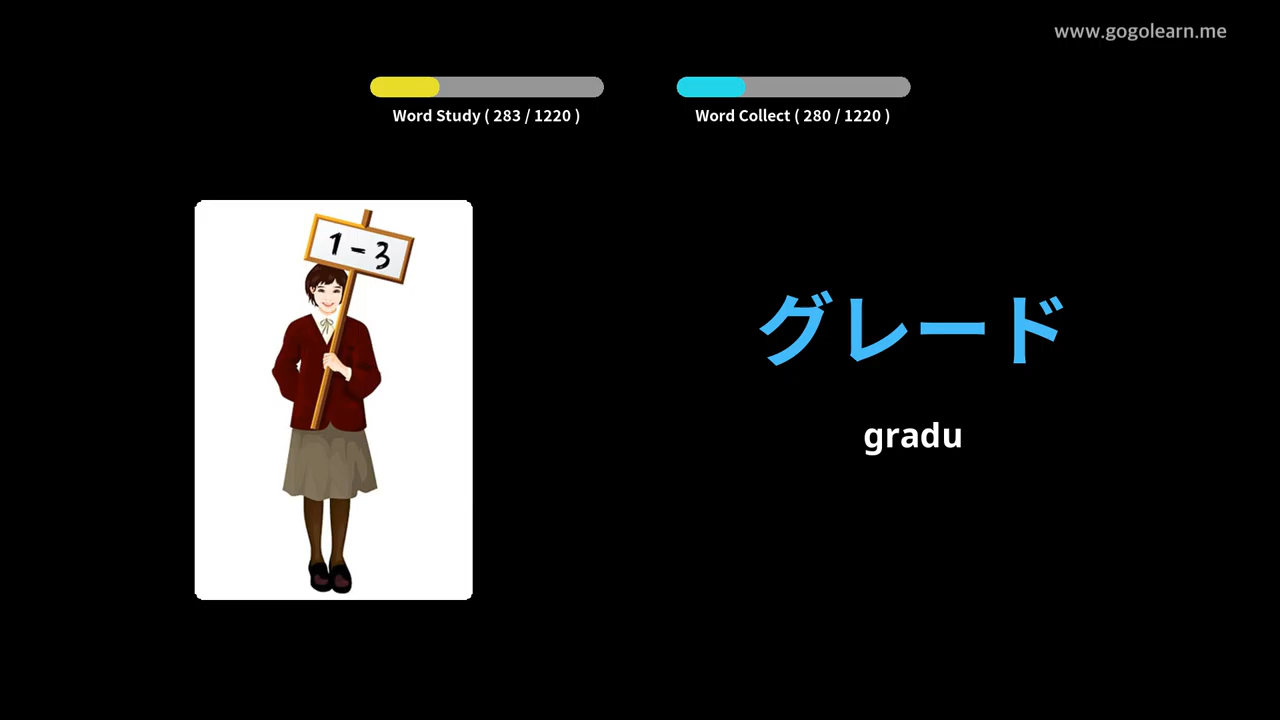 www.gogolearn.me
Word Study ( 283 / 1220 )
Word Collect ( 280 / 1220 )
1 - 3
グレード
gradu